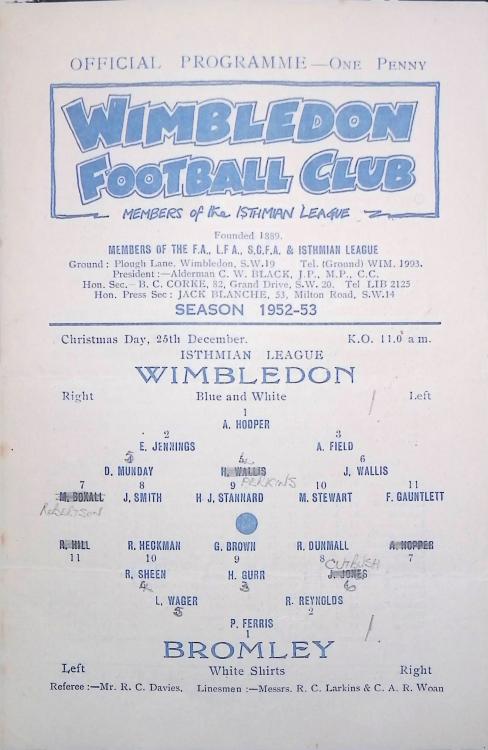 OFFICIAL PROGRAMME — ONE PENNY
WIMBLEDON
FOOTBALL CLUB
MEMBERS of the ISTHMIAN LEAGUE
Founded 1889.
MEMBERS OF THE F.A., L.F.A., S.C.F.A. & ISTHMIAN LEAGUE
Ground : Plough Lane, Wimbledon, S.W.19 Tel. (Ground) WIM. 1993.
President :—Alderman C. W. BLACK, J.P., M.P., C.C.
Hon. Sec.— B. C. CORKE, 82, Grand Drive, S.W. 20. Tel LIB 2125
Hon. Press Sec: JACK BLANCHE, 53, Milton Road, S.W.14
SEASON 1952-53
Christmas Day, 25th December. K.O. 11.0 a m.
ISTHMIAN LEAGUE
WIMBLEDON
Right Blue and White / Left
1
A. HOOPER
2 3
E. JENNINGS A. FIELD
5 4 6
D. MUNDAY H. WALLIS J. WALLIS
7 8 9 PERKINS 10 11
M. BOXALL J. SMITH H J. STANNARD M. STEWART F. GAUNTLETT
ROBERTSON
R. HILL R. HECKMAN G. BROWN R. DUNMALL A. HOPPER
11 10 9 8 7
CUTBUSH
R. SHEEN H. GURR J. JONES
4 3 6
L. WAGER R. REYNOLDS
5 2
P. FERRIS /
1
BROMLEY
Left White Shirts Right
Referee :—Mr. R. C. Davies. Linesmen :—Messrs. R. C. Larkins & C. A. R. Woan